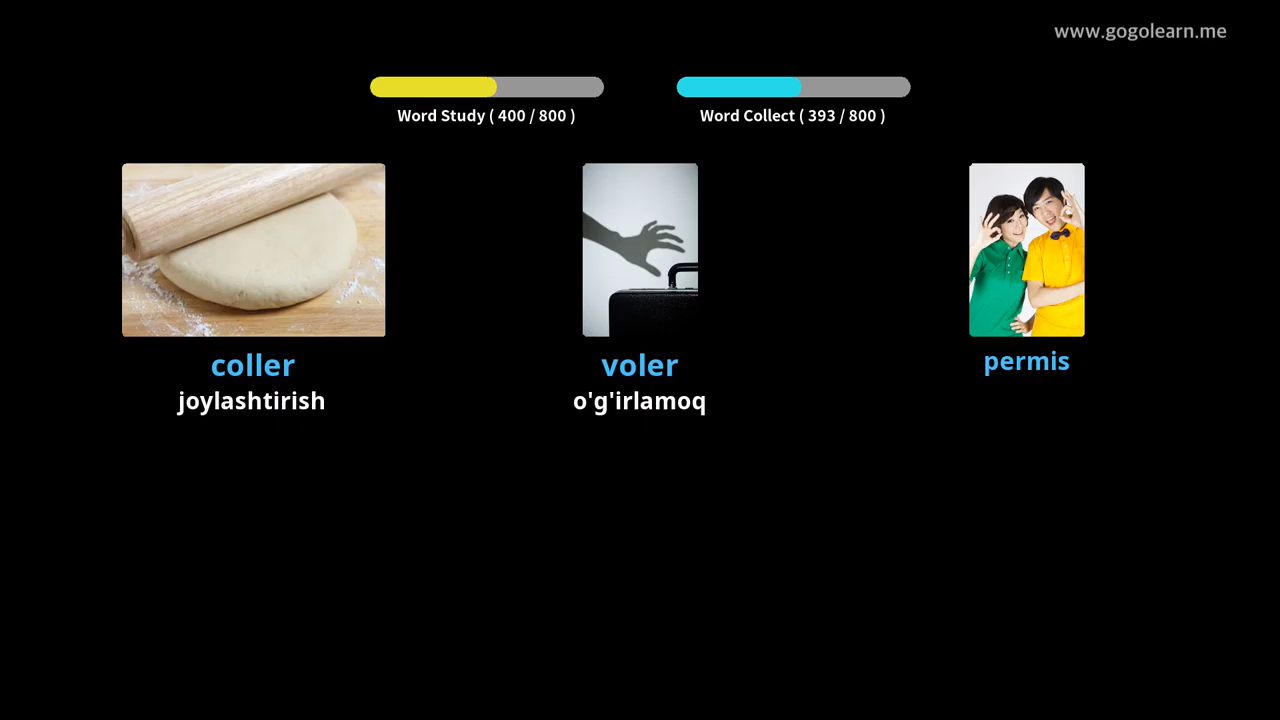 www.gogolearn.me
Word Study ( 400 / 800 )
Word Collect ( 393 / 800 )
coller
joylashtirish
voler
o'g'irlamoq
permis